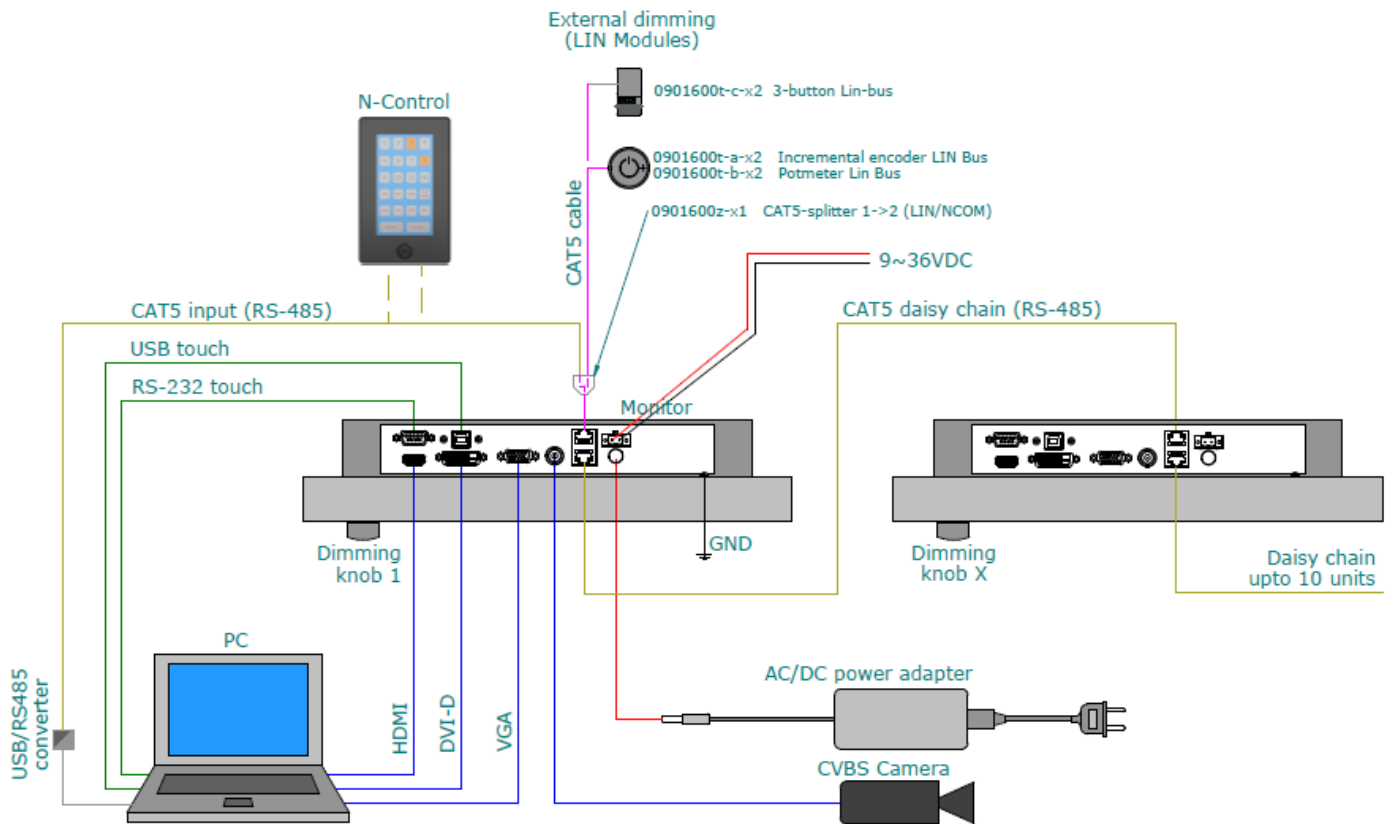 External dimming
(LIN Modules)
0901600t-c-x2 3-button Lin-bus
N-Control
0901600t-a-x2 Incremental encoder LIN Bus
0901600t-b-x2 Potmeter Lin Bus
0901600z-x1 CAT5-splitter 1->2 (LIN/NCOM)
CAT5 cable
9~36VDC
CAT5 input (RS-485)
CAT5 daisy chain (RS-485)
USB touch
RS-232 touch
Monitor
GND
Dimming
knob 1
Dimming
knob X
Daisy chain
upto 10 units
PC
USB/RS485
converter
HDMI
DVI-D
VGA
AC/DC power adapter
CVBS Camera